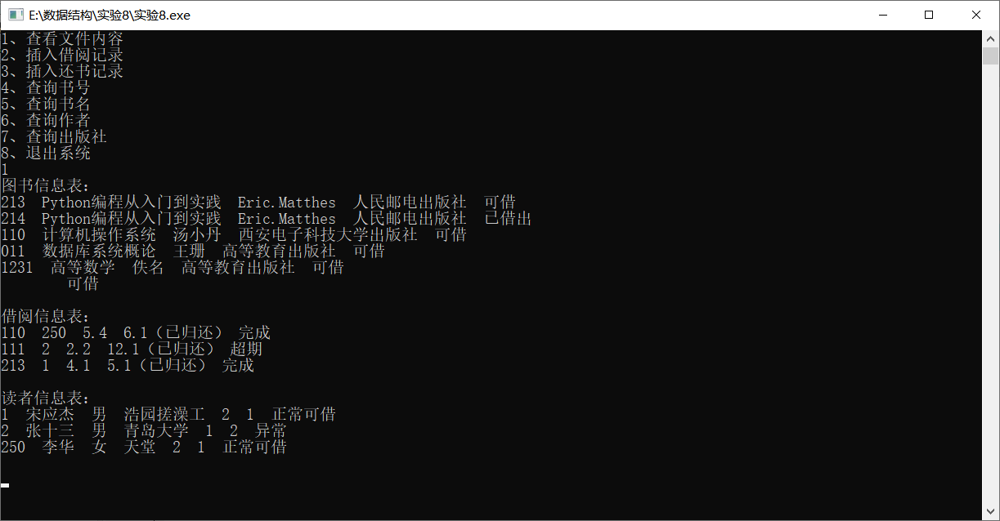 E:\数据结构\实验8\实验8.exe
1、查看文件内容
2、插入借阅记录
3、插入还书记录
4、查询书号
5、查询书名
6、查询作者
7、查询出版社
8、退出系统
1
图书信息表:
213  Python编程从入门到实践  Eric.Matthes  人民邮电出版社  可借
214  Python编程从入门到实践  Eric.Matthes  人民邮电出版社  已借出
110  计算机操作系统  汤小丹  西安电子科技大学出版社  可借
011  数据库系统概论  王珊  高等教育出版社  可借
1231  高等数学  佚名  高等教育出版社  可借
可借
借阅信息表:
110  250  5.4  6.1（已归还） 完成
111  2  2.2  12.1（已归还） 超期
213  1  4.1  5.1（已归还） 完成
读者信息表:
1  宋应杰  男  浩园搓澡工  2  1  正常可借
2  张十三  男  青岛大学  1  2  异常
250  李华  女  天堂  2  1  正常可借